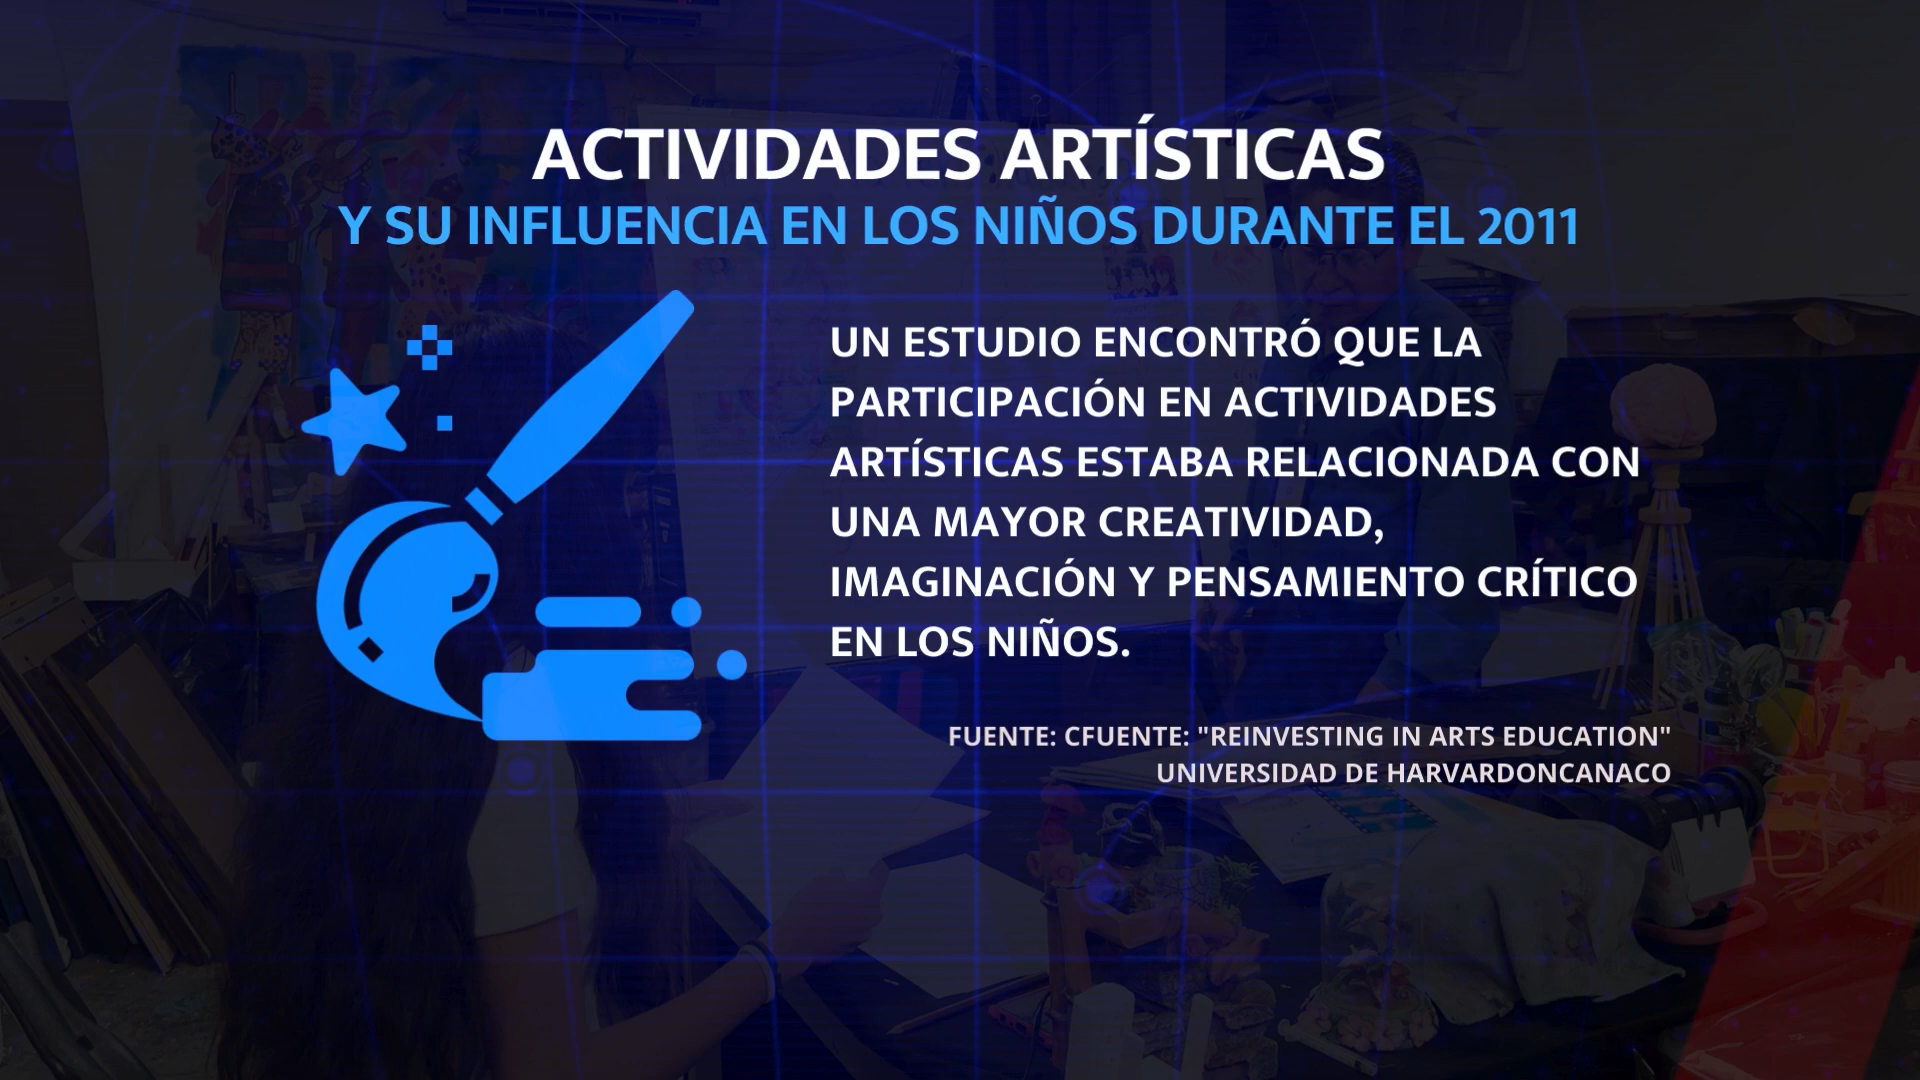 ACTIVIDADES ARTÍSTICAS
Y SU INFLUENCIA EN LOS NIÑOS DURANTE EL 2011
UN ESTUDIO ENCONTRÓ QUE LA
PARTICIPACIÓN EN ACTIVIDADES
ARTÍSTICAS ESTABA RELACIONADA CON
UNA MAYOR CREATIVIDAD,
IMAGINACIÓN Y PENSAMIENTO CRÍTICO
EN LOS NIÑOS.
FUENTE: CFUENTE: "REINVESTING IN ARTS EDUCATION"
UNIVERSIDAD DE HARVARDONCANACO